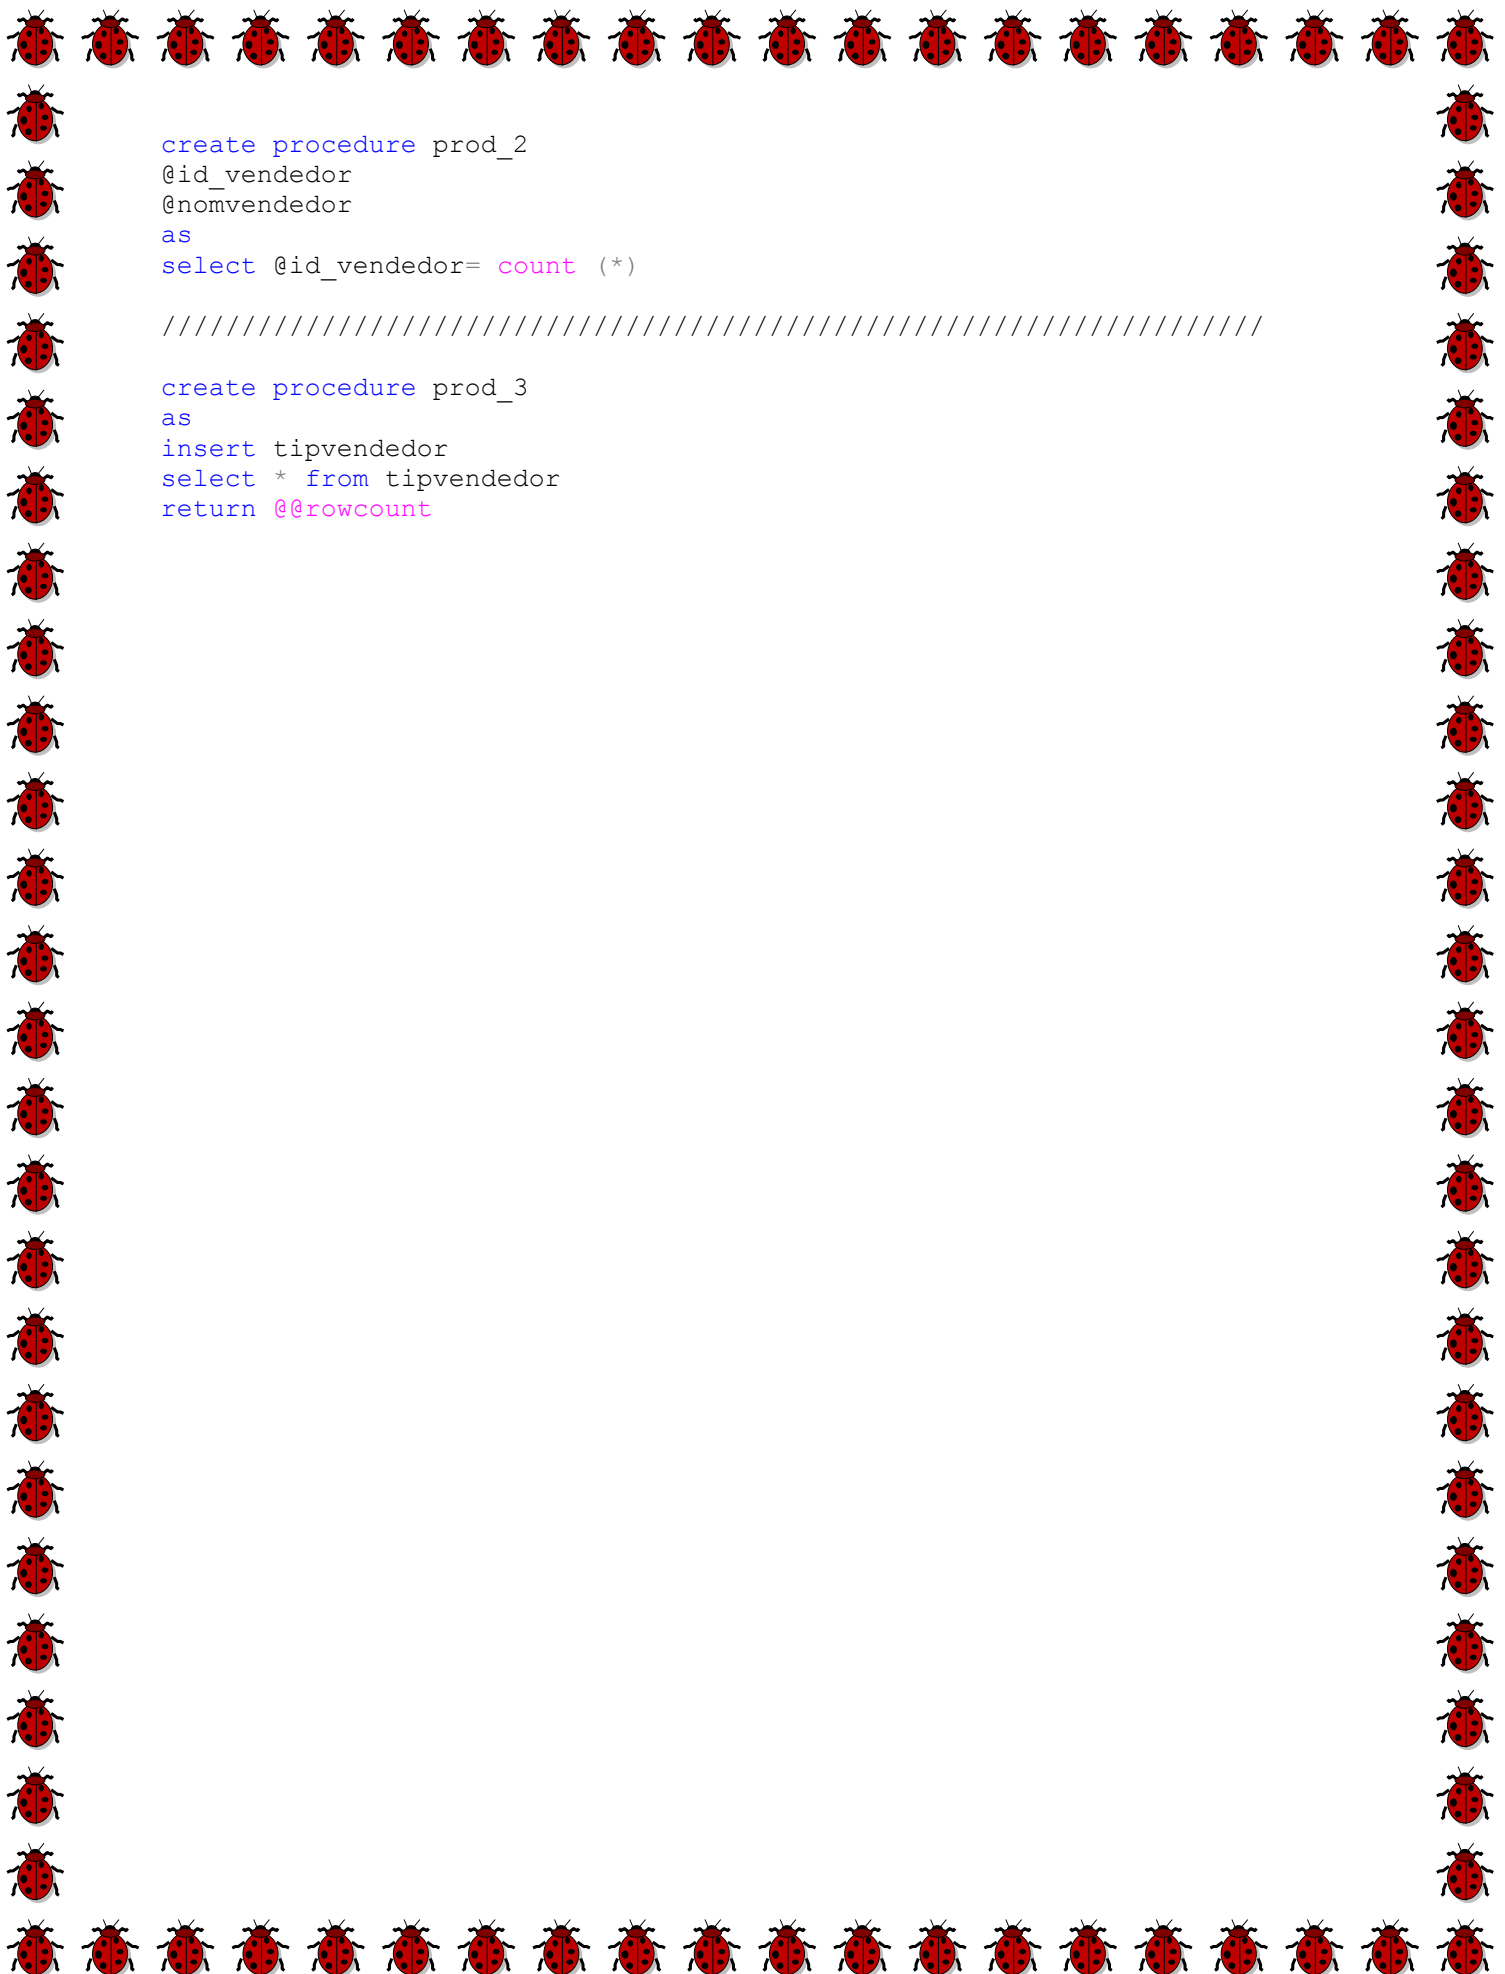 create procedure prod_2
@id_vendedor
@nomvendedor
as
select @id_vendedor= count (*)
/////////////////////////////////////////////////////////////////////
create procedure prod_3
as
insert tipvendedor
select * from tipvendedor
return @@rowcount